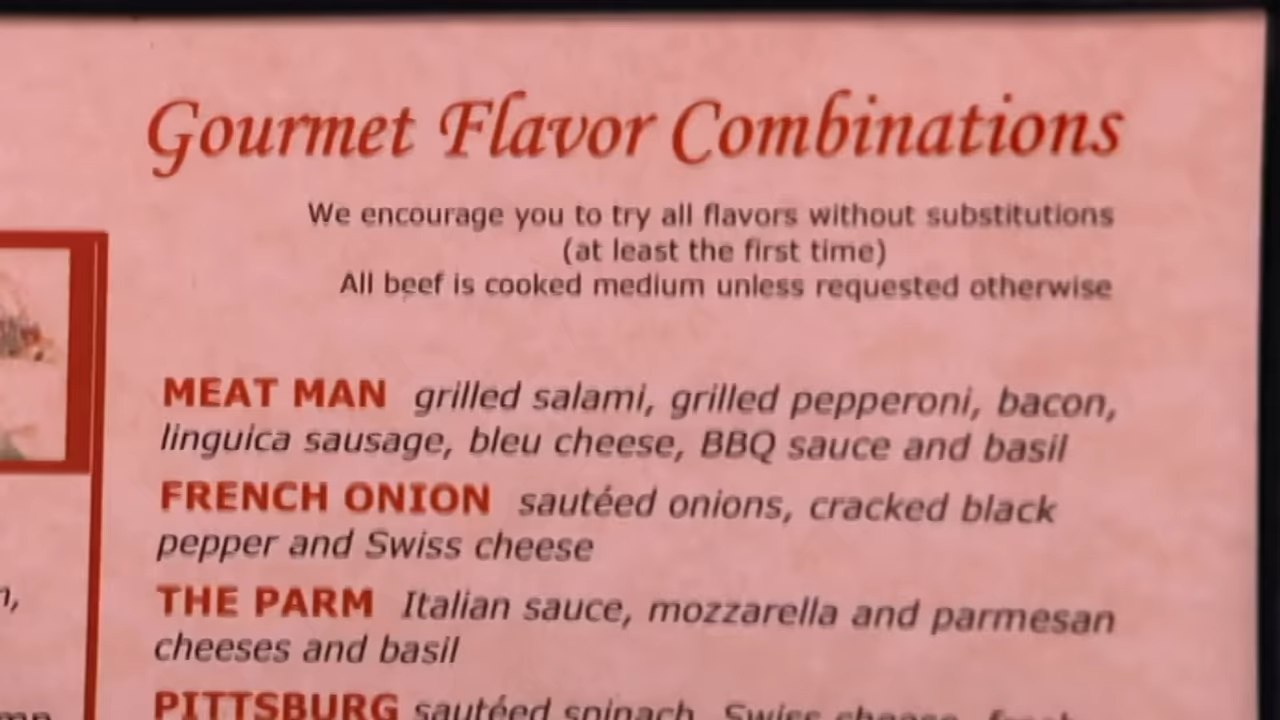 Gourmet Flavor Combinations
We encourage you to try all flavors without substitutions
(at least the first time)
All beef is cooked medium unless requested otherwise
MEAT MAN grilled salami, grilled pepperoni, bacon,
linguica sausage, bleu cheese, BBQ sauce and basil
FRENCH ONION sautéed onions, cracked black
pepper and Swiss cheese
THE PARM Italian sauce, mozzarella and parmesan
cheeses and basil
PITTSBURG sautéed spinach, Swiss cheese, fresh